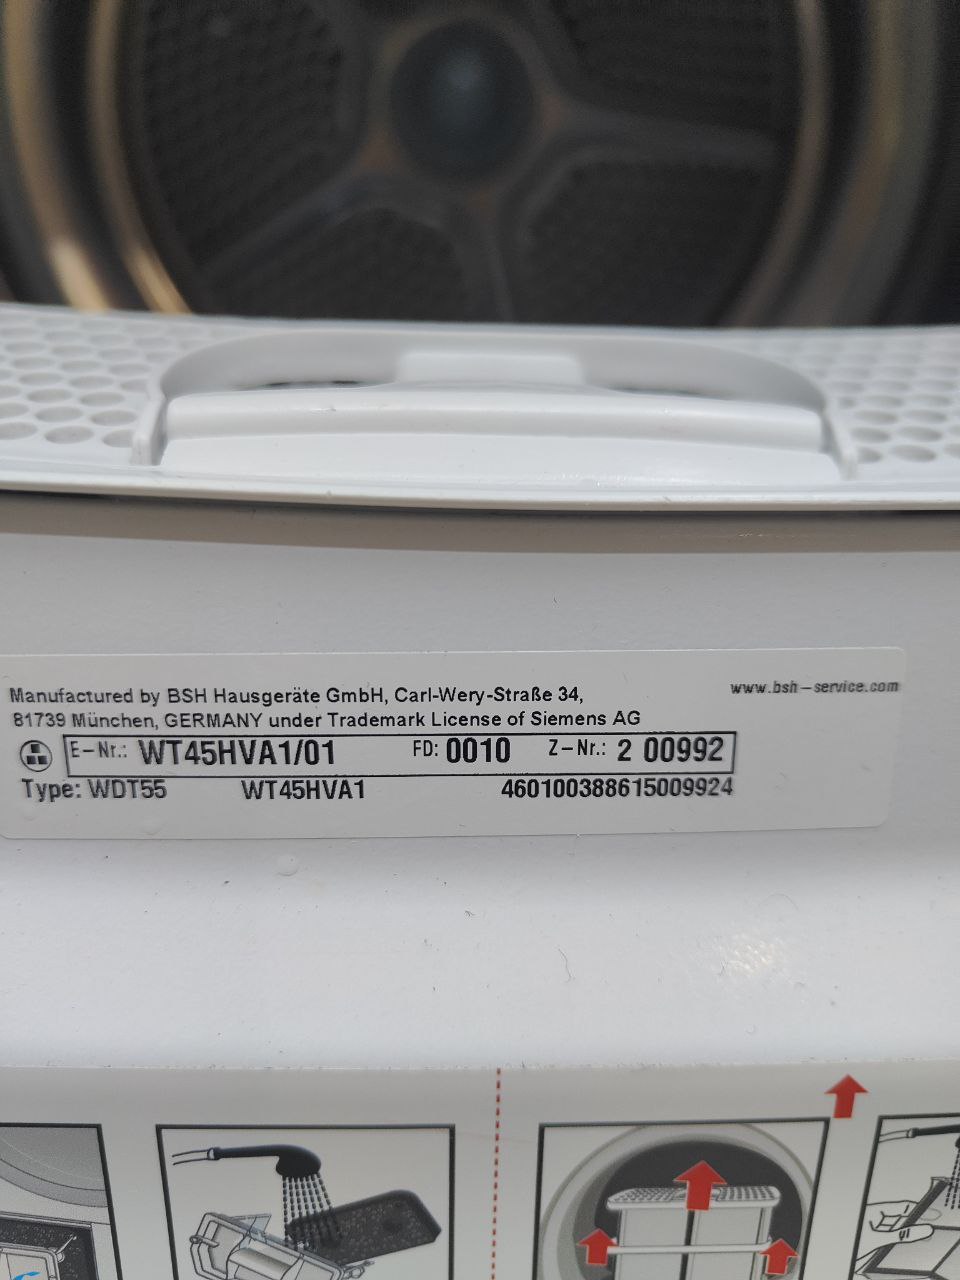 Manufactured by BSH Hausgeräte GmbH, Carl-Wery-Straße 34,
www.bsh-service.com
81739 München, GERMANY under Trademark License of Siemens AG
E-Nr.: WT45HVA1/01 FD: 0010 Z-Nr.: 2 00992
Type: WDT55 WT45HVA1 460100388615009924